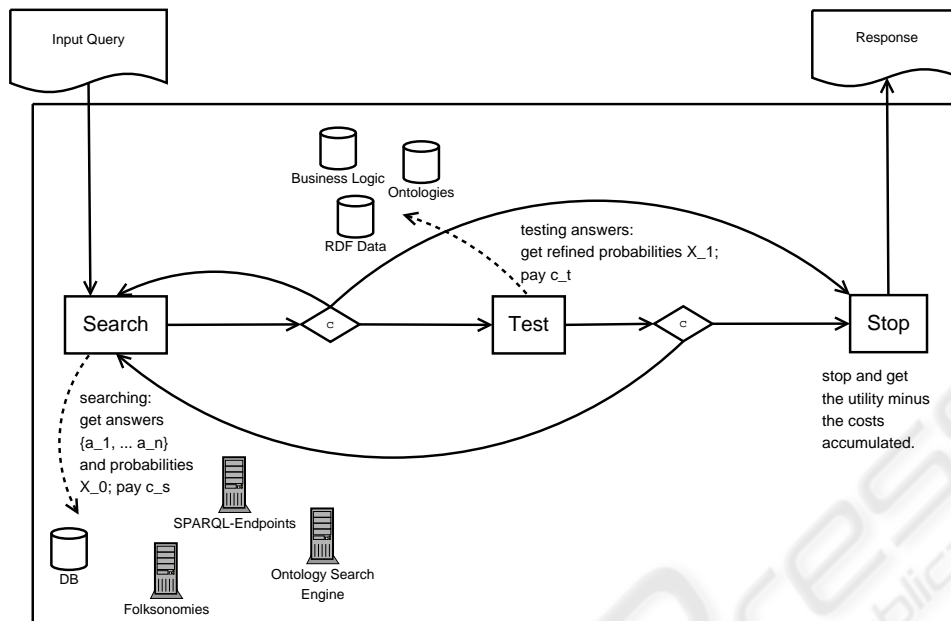 Input Query
Response
Business Logic
Ontologies
RDF Data
testing answers:
get refined probabilities X_1;
pay c_t
Search
c
Test
c
Stop
searching:
get answers
{a_1, ... a_n}
and probabilities
X_0; pay c_s
stop and get
the utility minus
the costs
accumulated.
SPARQL-Endpoints
DB
Ontology Search
Engine
Folksonomies